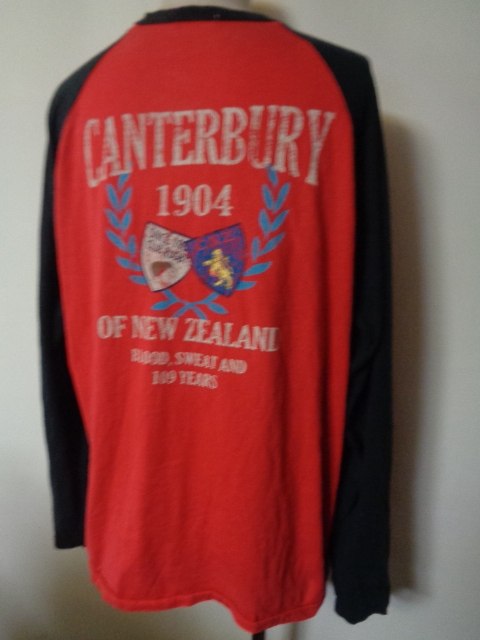 CANTERBURY
1904
OF NEW ZEALAND
BLOOD, SWEAT AND
109 YEARS